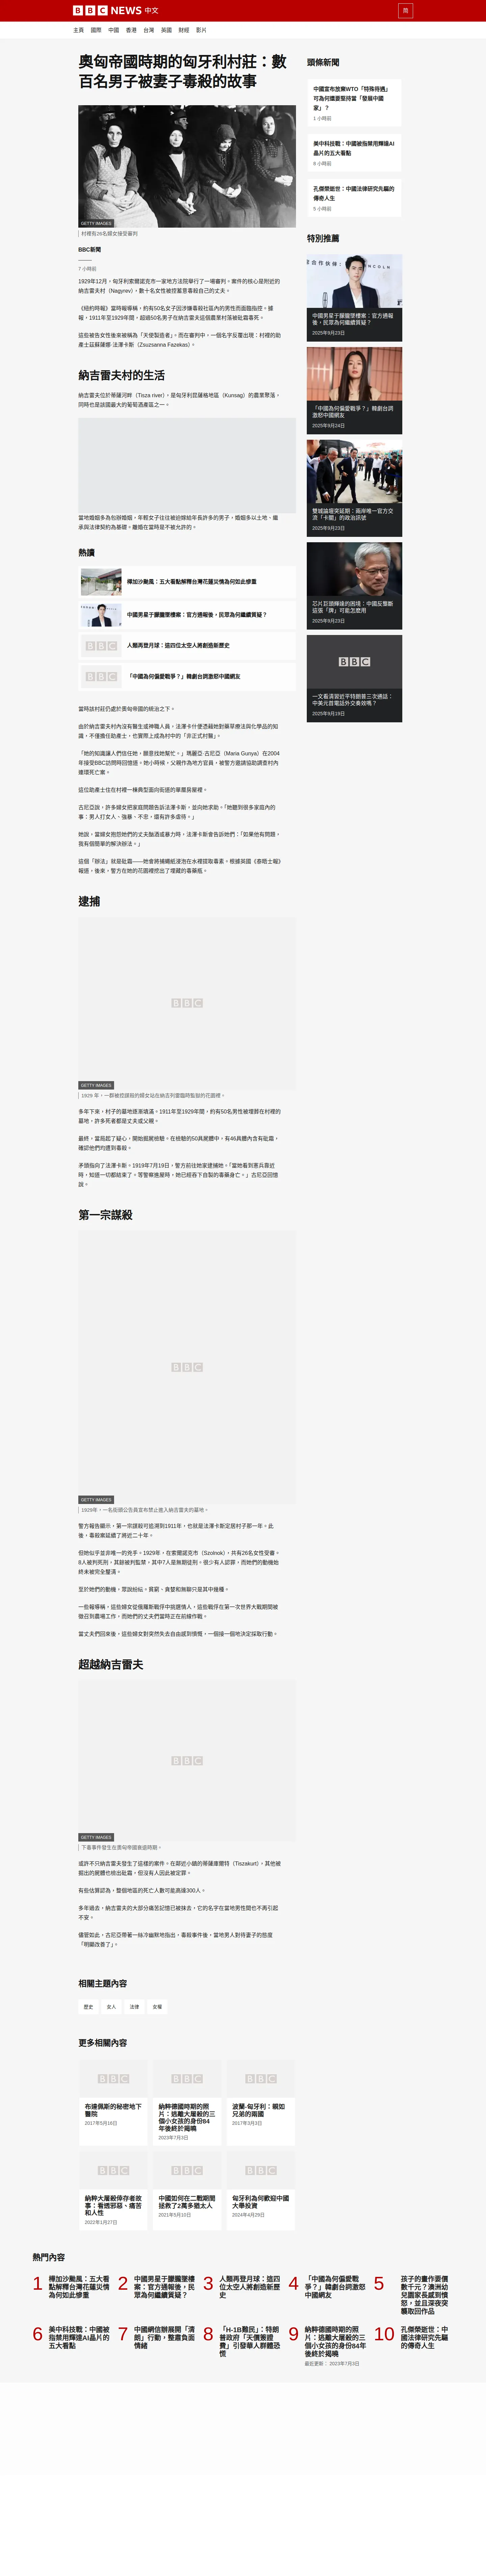 BBC NEWS 中文
简
主頁 國際 中國 香港 台灣 英國 財經 影片
奧匈帝國時期的匈牙利村莊：數
百名男子被妻子毒殺的故事
GETTY IMAGES
村裡有26名婦女接受審判
BBC新聞
7 小時前
1929年12月，匈牙利索爾諾克市一家地方法院舉行了一場審判。案件的核心是附近的
納吉雷夫村（Nagyrev），數十名女性被控蓄意毒殺自己的丈夫。
《紐約時報》當時報導稱，約有50名女子因涉嫌毒殺社區內的男性而面臨指控。據
報，1911年至1929年間，超過50名男子在納吉雷夫這個農業村落被砒霜毒死。
這些被告女性後來被稱為「天使製造者」。而在審判中，一個名字反覆出現：村裡的助
產士茲蘇薩娜·法澤卡斯（Zsuzsanna Fazekas）。
納吉雷夫村的生活
納吉雷夫位於蒂薩河畔（Tisza river），是匈牙利昆薩格地區（Kunsag）的農業聚落，
同時也是該國最大的葡萄酒產區之一。
當地婚姻多為包辦婚姻，年輕女子往往被迫嫁給年長許多的男子，婚姻多以土地、繼
承與法律契約為基礎。離婚在當時是不被允許的。
熱讀
樺加沙颱風：五大看點解釋台灣花蓮災情為何如此慘重
中國男星于朦朧墜樓案：官方通報後，民眾為何繼續質疑？
人類再登月球：這四位太空人將創造新歷史
「中國為何偏愛戰爭？」韓劇台詞激怒中國網友
當時該村莊仍處於奧匈帝國的統治之下。
由於納吉雷夫村內沒有醫生或神職人員，法澤卡什便憑藉她對藥草療法與化學品的知
識，不僅擔任助產士，也實際上成為村中的「非正式村醫」。
「她的知識讓人們信任她，願意找她幫忙。」瑪麗亞·古尼亞（Maria Gunya）在2004
年接受BBC訪問時回憶道。她小時候，父親作為地方官員，被警方邀請協助調查村內
連環死亡案。
這位助產士住在村裡一棟典型面向街道的單層房屋裡。
古尼亞說，許多婦女把家庭問題告訴法澤卡斯，並向她求助。「她聽到很多家庭內的
事：男人打女人、強暴、不忠，還有許多虐待。」
她說，當婦女抱怨她們的丈夫酗酒或暴力時，法澤卡斯會告訴她們：「如果他有問題，
我有個簡單的解決辦法。」
這個「辦法」就是砒霜——她會將捕蠅紙浸泡在水裡提取毒素。根據英國《泰晤士報》
報道，後來，警方在她的花園裡挖出了埋藏的毒藥瓶。
逮捕
BBC
GETTY IMAGES
1929 年，一群被控謀殺的婦女站在納吉列雷臨時監獄的花園裡。
多年下來，村子的墓地逐漸填滿。1911年至1929年間，約有50名男性被埋葬在村裡的
墓地，許多死者都是丈夫或父親。
最終，當局起了疑心，開始掘屍檢驗。在檢驗的50具屍體中，有46具體內含有砒霜，
確認他們均遭到毒殺。
矛頭指向了法澤卡斯。1919年7月19日，警方前往她家逮捕她。「當她看到憲兵靠近
時，知道一切都結束了。等警察進屋時，她已經吞下自製的毒藥身亡。」古尼亞回憶
說。
第一宗謀殺
BBC
GETTY IMAGES
1929年，一名街頭公告員宣布禁止進入納吉雷夫的墓地。
警方報告顯示，第一宗謀殺可追溯到1911年，也就是法澤卡斯定居村子那一年。此
後，毒殺案延續了將近二十年。
但她似乎並非唯一的兇手。1929年，在索爾諾克市（Szolnok），共有26名女性受審。
8人被判死刑，其餘被判監禁，其中7人是無期徒刑。很少有人認罪，而她們的動機始
終未被完全釐清。
至於她們的動機，眾說紛紜。貧窮、貪婪和無聊只是其中幾種。
一些報導稱，這些婦女從俄羅斯戰俘中挑選情人，這些戰俘在第一次世界大戰期間被
徵召到農場工作，而她們的丈夫們當時正在前線作戰。
當丈夫們回來後，這些婦女對突然失去自由感到憤慨，一個接一個地決定採取行動。
超越納吉雷夫
BBC
GETTY IMAGES
下毒事件發生在奧匈帝國衰退時期。
或許不只納吉雷夫發生了這樣的案件。在鄰近小鎮的蒂薩庫爾特（Tiszakurt），其他被
掘出的屍體也檢出砒霜，但沒有人因此被定罪。
有些估算認為，整個地區的死亡人數可能高達300人。
多年過去，納吉雷夫的大部分痛苦記憶已被抹去，它的名字在當地男性間也不再引起
不安。
儘管如此，古尼亞帶著一絲冷幽默地指出，毒殺事件後，當地男人對待妻子的態度
「明顯改善了」。
相關主題內容
歷史 女人 法律 女權
更多相關內容
BBC BBC BBC
布達佩斯的秘密地下
醫院
2017年5月16日
納粹德國時期的照
片：逃離大屠殺的三
個小女孩的身份84
年後終於揭曉
2023年7月3日
波蘭-匈牙利：親如
兄弟的兩國
2017年3月3日
BBC BBC BBC
納粹大屠殺倖存者故
事：看透邪惡、痛苦
和人性
2022年1月27日
中國如何在二戰期間
拯救了2萬多猶太人
2021年5月10日
匈牙利為何歡迎中國
大舉投資
2024年4月29日
頭條新聞
中國宣布放棄WTO「特殊待遇」
可為何還要堅持當「發展中國
家」？
1 小時前
美中科技戰：中國被指禁用輝達AI
晶片的五大看點
8 小時前
孔傑榮逝世：中國法律研究先驅的
傳奇人生
5 小時前
特別推薦
中國男星于朦朧墜樓案：官方通報
後，民眾為何繼續質疑？
2025年9月23日
「中國為何偏愛戰爭？」韓劇台詞
激怒中國網友
2025年9月24日
雙城論壇突延期：兩岸唯一官方交
流「卡關」的政治訊號
2025年9月23日
芯片巨頭輝達的困境：中國反壟斷
這張「牌」可能怎麼用
2025年9月23日
BBC
一文看清習近平特朗普三次通話：
中美元首電話外交奏效嗎？
2025年9月19日
熱門內容
1 樺加沙颱風：五大看
點解釋台灣花蓮災情
為何如此慘重
2 中國男星于朦朧墜樓
案：官方通報後，民
眾為何繼續質疑？
3 人類再登月球：這四
位太空人將創造新歷
史
4 「中國為何偏愛戰
爭？」韓劇台詞激怒
中國網友
5 孩子的畫作要價
數千元？澳洲幼
兒園家長感到憤
怒，並且深夜突
襲取回作品
6 美中科技戰：中國被
指禁用輝達AI晶片的
五大看點
7 中國網信辦展開「清
朗」行動，整肅負面
情緒
8 「H-1B難民」：特朗
普政府「天價簽證
費」引發華人群體恐
慌
9 納粹德國時期的照
片：逃離大屠殺的三
個小女孩的身份84年
後終於揭曉
最近更新： 2023年7月3日
10 孔傑榮逝世：中
國法律研究先驅
的傳奇人生